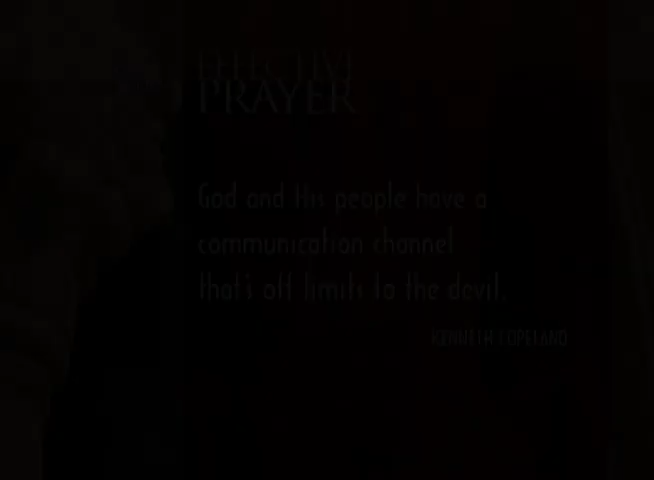 EFFECTIVE
PRAYER
God and His people have a
communication channel
that's off limits to the devil.
KENNETH COPELAND